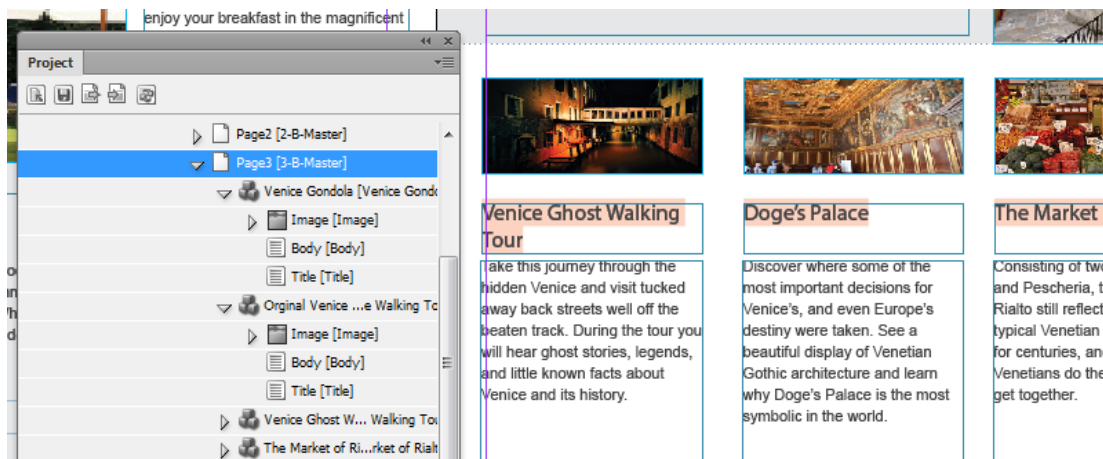 enjoy your breakfast in the magnificent
Project
Page2 [2-B-Master]
Page3 [3-B-Master]
Venice Gondola [Venice Gondo
Image [Image]
Body [Body]
Title [Title]
Orginal Venice ...e Walking To
Image [Image]
Body [Body]
Title [Title]
Venice Ghost W... Walking Tou
The Market of Ri...rket of Rialt
Venice Ghost Walking
Tour
Take this journey through the
hidden Venice and visit tucked
away back streets well off the
beaten track. During the tour you
will hear ghost stories, legends,
and little known facts about
Venice and its history.
Doge's Palace
Discover where some of the
most important decisions for
Venice's, and even Europe's
destiny were taken. See a
beautiful display of Venetian
Gothic architecture and learn
why Doge's Palace is the most
symbolic in the world.
The Market
Consisting of two
and Pescheria, t
Rialto still reflect
typical Venetian
for centuries, and
Venetians do the
get together.